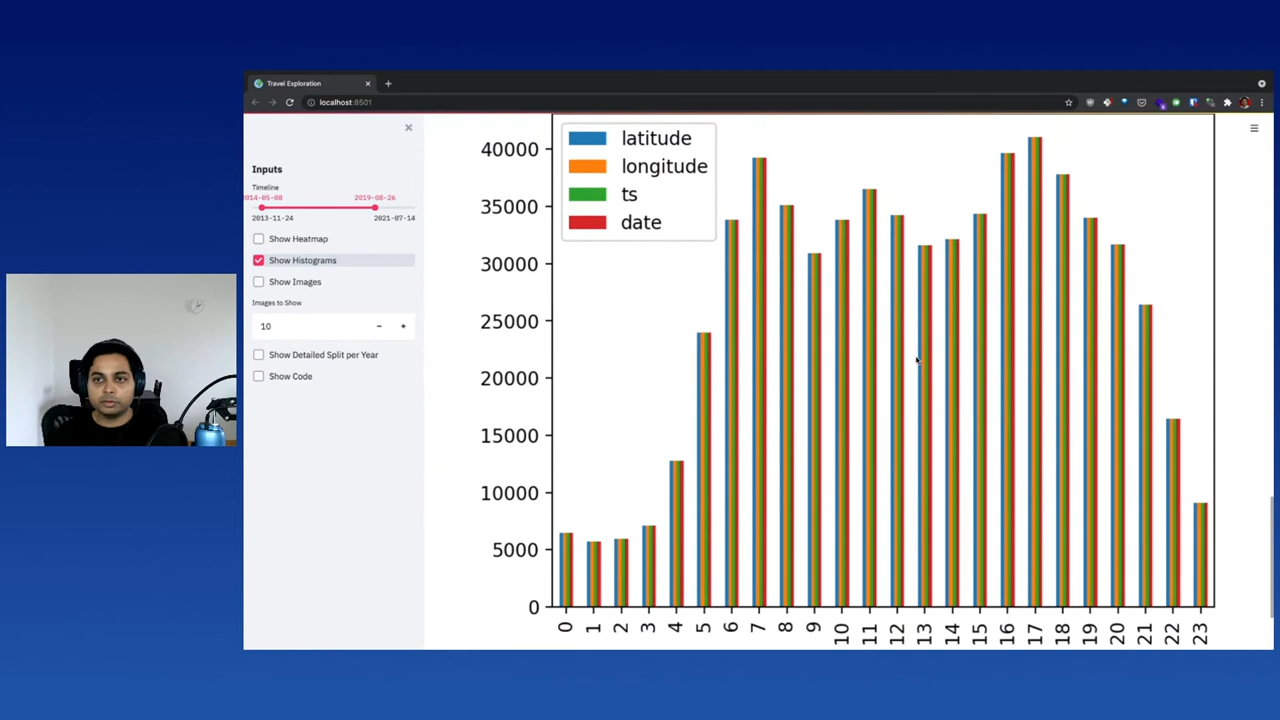 Travel Exploration
localhost:8501
Inputs
Timeline
2014-05-08 2019-08-26
2013-11-24 2021-07-14
Show Heatmap
Show Histograms
Show Images
Images to Show
10 - +
Show Detailed Split per Year
Show Code
latitude
longitude
ts
date
40000
35000
30000
25000
20000
15000
10000
5000
0
0 1 2 3 4 5 6 7 8 9 10 11 12 13 14 15 16 17 18 19 20 21 22 23